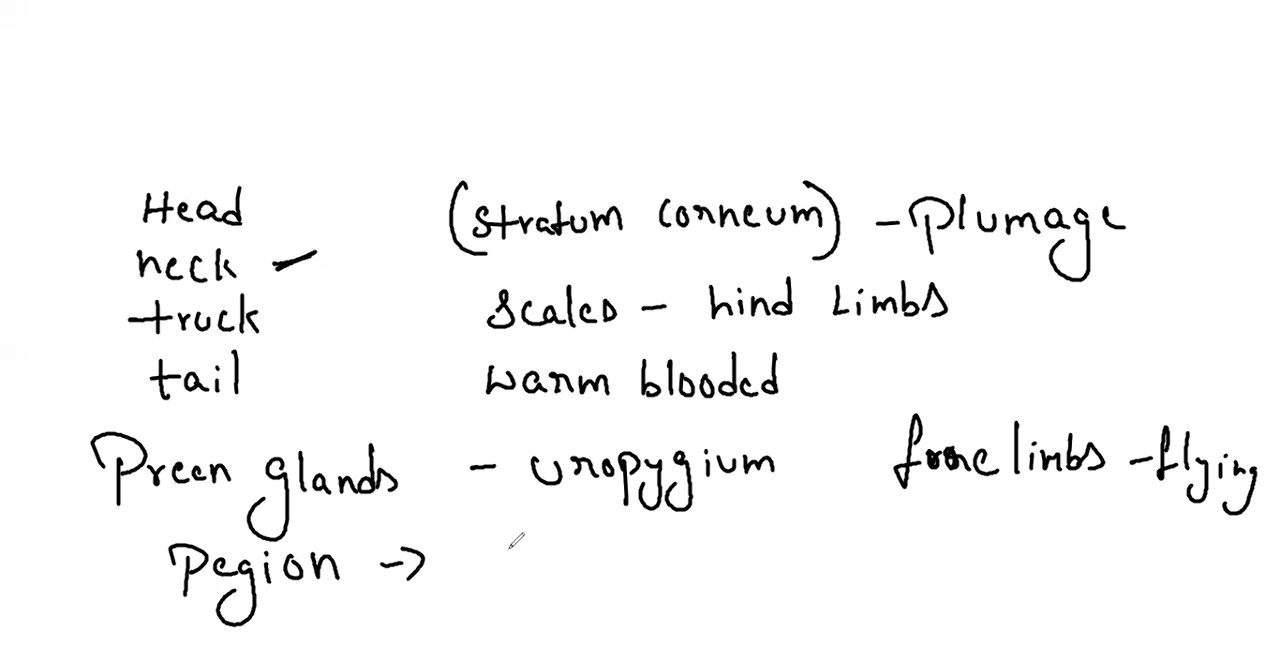 Head (Stratum Corneum) - Plumage
neck -
truck Scales - hind Limbs
tail warm blooded
Preen glands - uropygium fore limbs - flying
Pegion ->